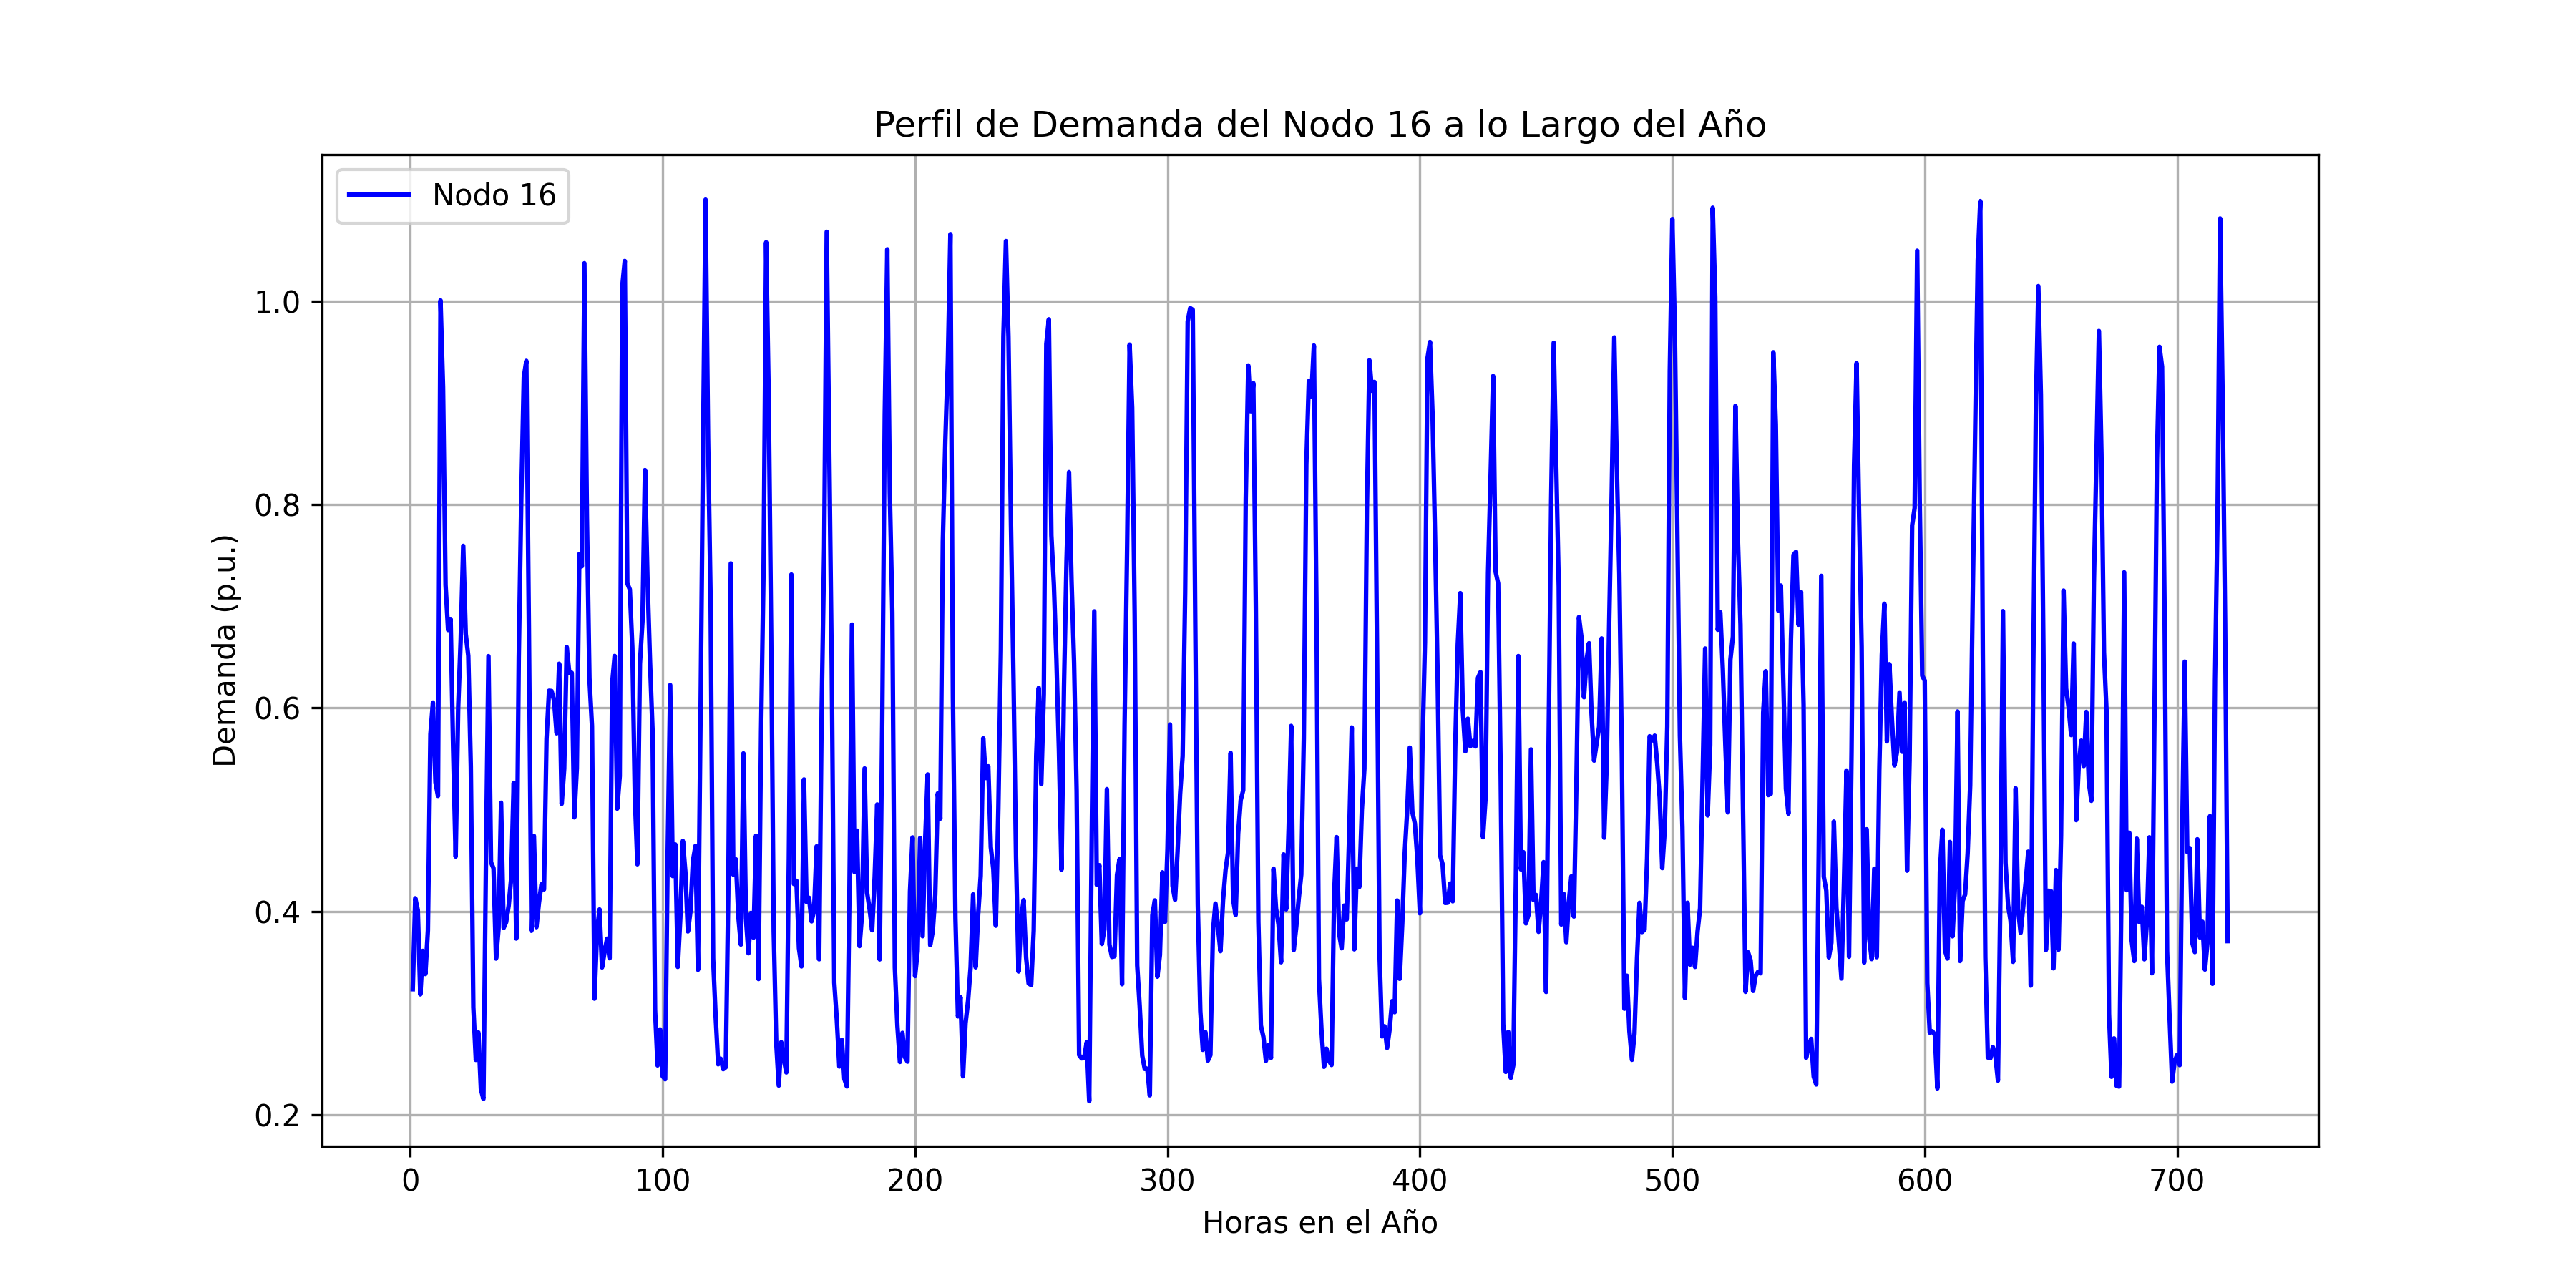 Perfil de Demanda del Nodo 16 a lo Largo del Año
Nodo 16
Demanda (p.u.)
1.0
0.8
0.6
0.4
0.2
0 100 200 300 400 500 600 700
Horas en el Año